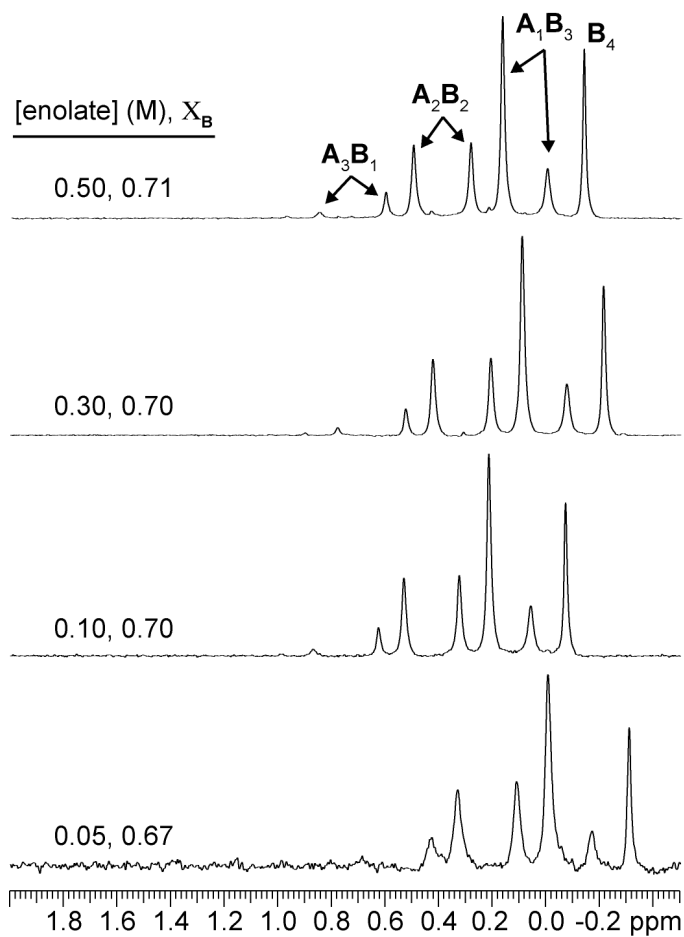 A1B3
B4
[enolate] (M), XB
A2B2
A3B1
0.50, 0.71
0.30, 0.70
0.10, 0.70
0.05, 0.67
1.8 1.6 1.4 1.2 1.0 0.8 0.6 0.4 0.2 0.0 -0.2 ppm